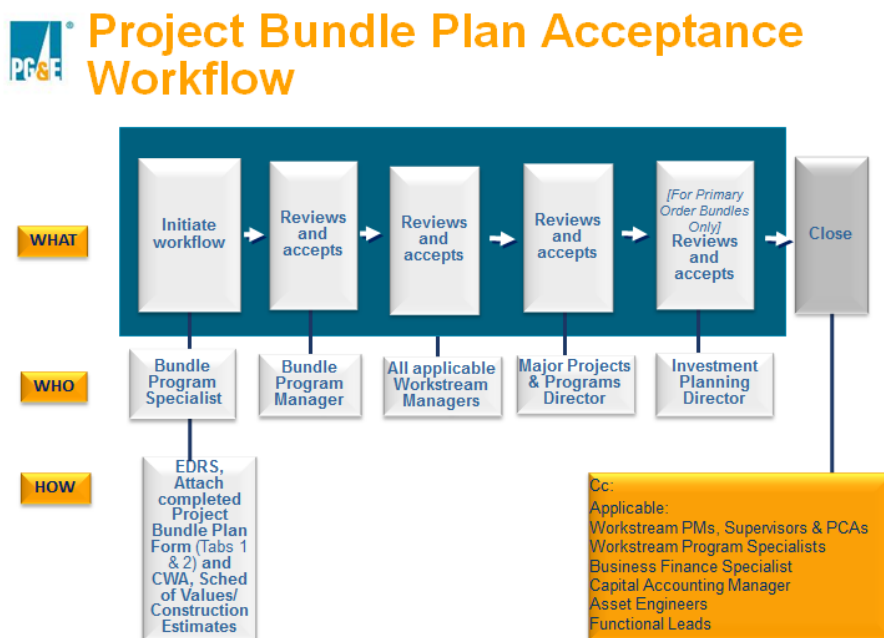 PG&E
®
Project Bundle Plan Acceptance
Workflow
WHAT
Initiate
workflow
Reviews
and
accepts
Reviews
and
accepts
Reviews
and
accepts
[For Primary
Order Bundles
Only]
Reviews
and
accepts
Close
WHO
Bundle
Program
Specialist
Bundle
Program
Manager
All applicable
Workstream
Managers
Major Projects
& Programs
Director
Investment
Planning
Director
HOW
EDRS,
Attach
completed
Project
Bundle Plan
Form (Tabs 1
& 2) and
CWA, Sched
of Values/
Construction
Estimates
Cc:
Applicable:
Workstream PMs, Supervisors & PCAs
Workstream Program Specialists
Business Finance Specialist
Capital Accounting Manager
Asset Engineers
Functional Leads